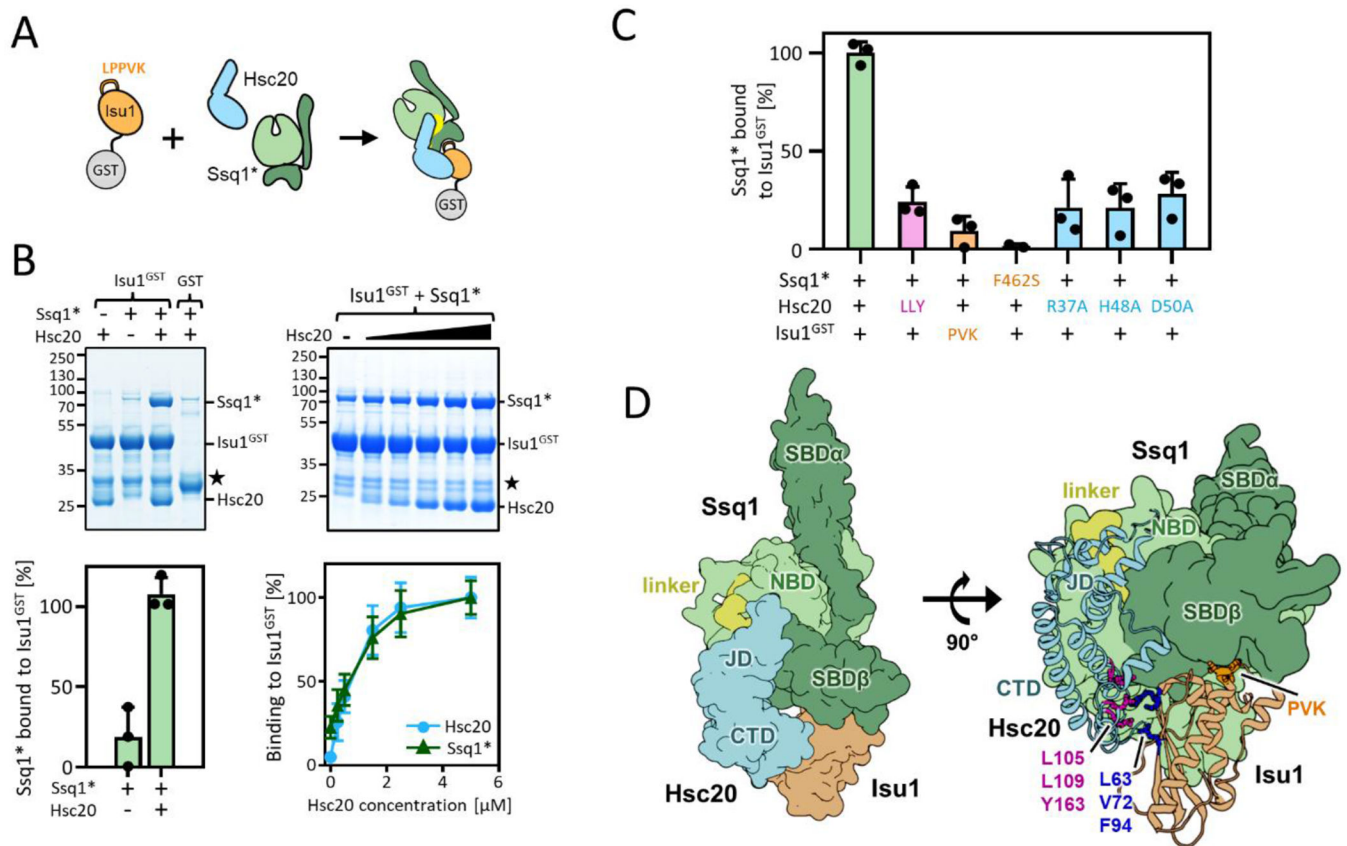 A
LPPVK
Isu1
GST
+
Hsc20
Ssq1*
GST
B
Isu1GST GST
Ssq1* - + + +
Hsc20 + - + +
250
130
100
70
55
35
25
Ssq1*
Isu1GST
★
Hsc20
Isu1GST + Ssq1*
Hsc20 -
250
130
100
70
55
35
25
Ssq1*
Isu1GST
★
Hsc20
Ssq1* bound to Isu1GST [%]
100
50
0
Ssq1* + +
Hsc20 - +
Binding to Isu1GST [%]
100
50
0
Hsc20
Ssq1*
0 2 4 6
Hsc20 concentration [μM]
C
Ssq1* bound
to Isu1GST [%]
100
50
0
Ssq1* + + + F462S + + +
Hsc20 + LLY + + R37A H48A D50A
Isu1GST + + PVK + + + +
D
SBDα
Ssq1
linker
NBD
JD
SBDβ
CTD
Hsc20
Isu1
90°
Ssq1
SBDα
linker
NBD
JD
SBDβ
CTD
PVK
Hsc20
Isu1
L105
L109
Y163
L63
V72
F94